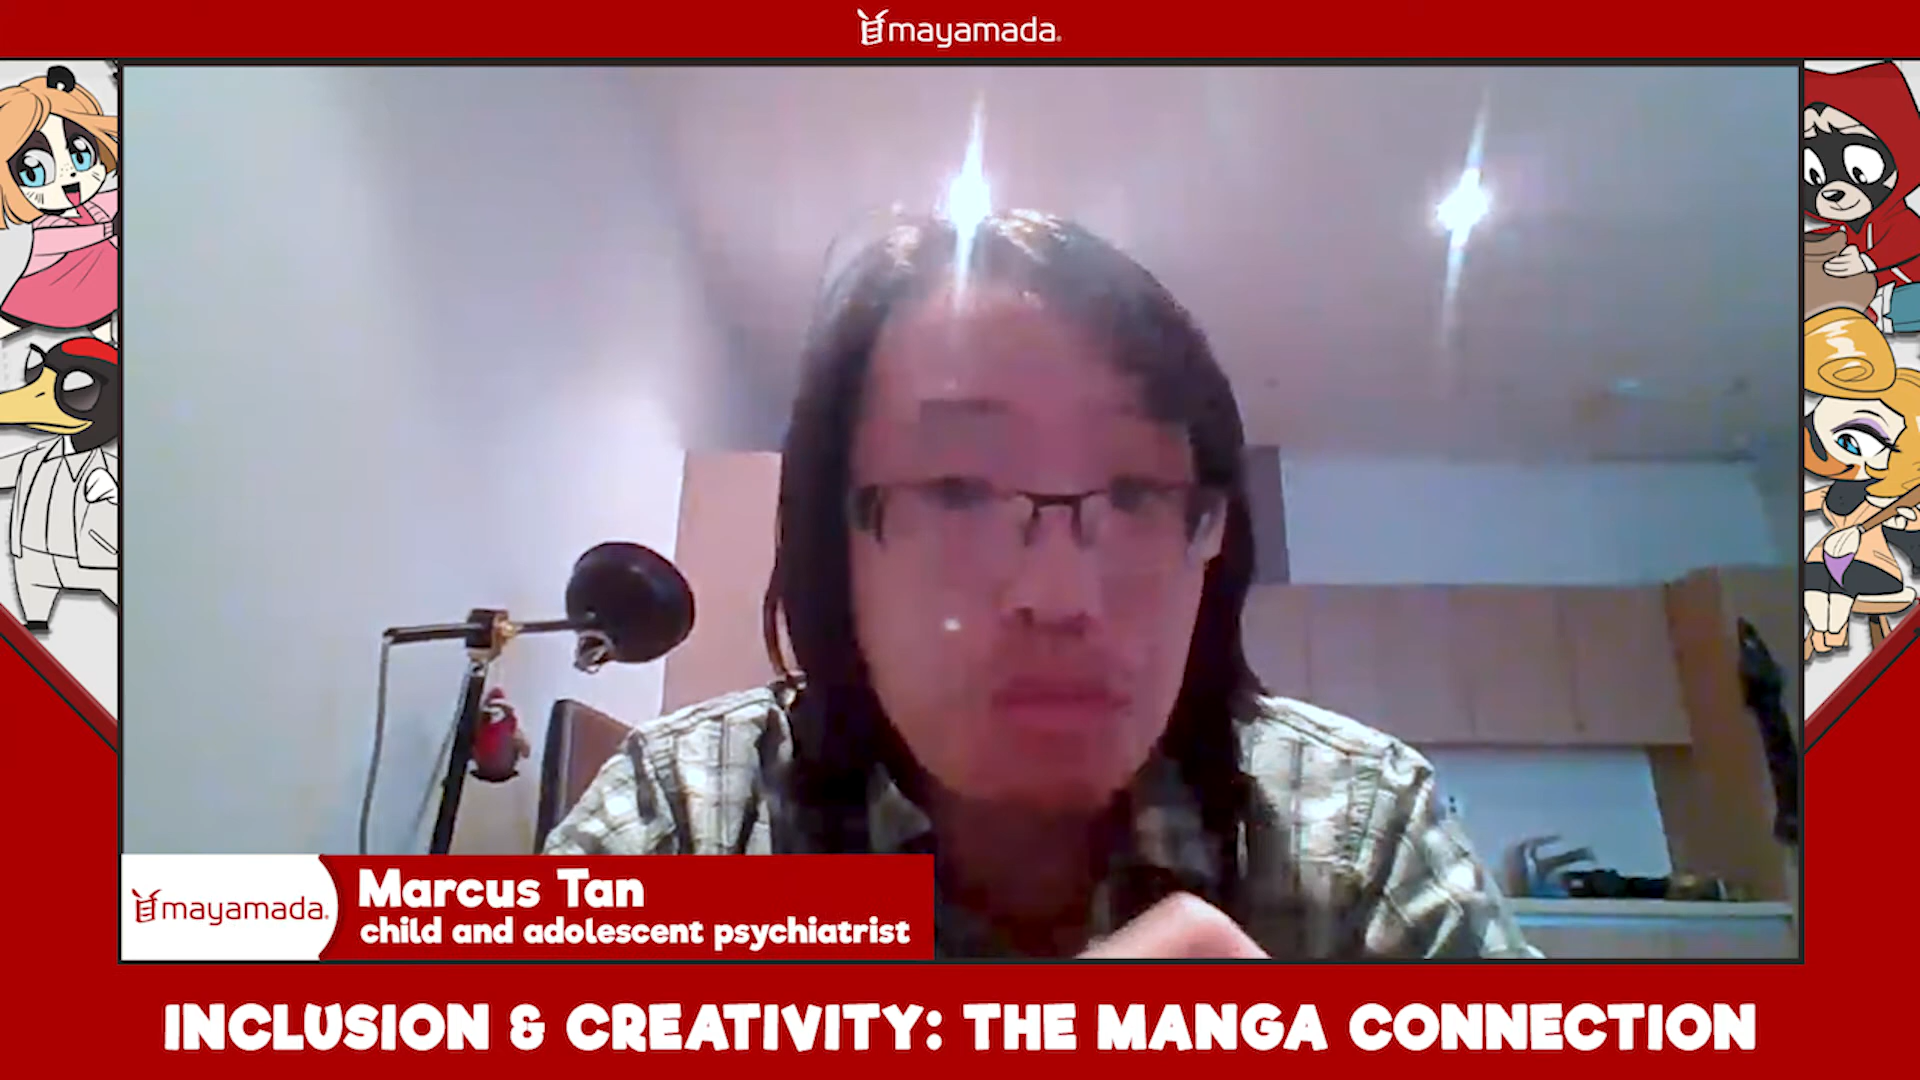 mayamada
mayamada
Marcus Tan
child and adolescent psychiatrist
INCLUSION & CREATIVITY: THE MANGA CONNECTION